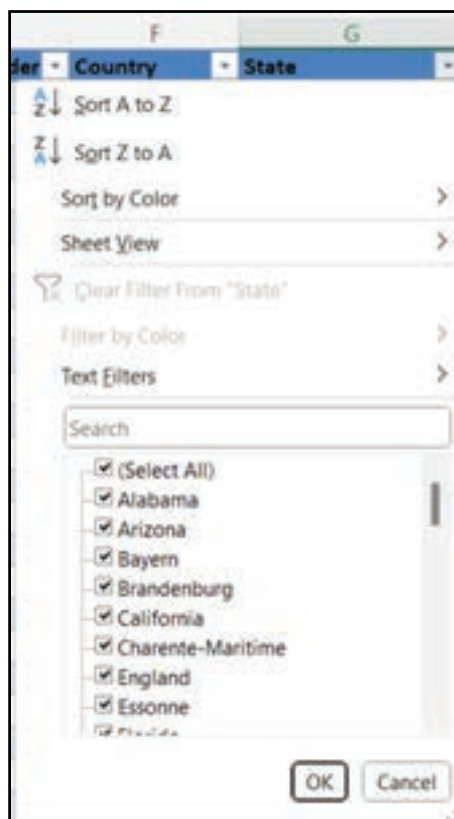 F G
der Country State
Sort A to Z
Sort Z to A
Sort by Color
Sheet View
Clear Filter From "State"
Filter by Color
Text Filters
Search
(Select All)
Alabama
Arizona
Bayern
Brandenburg
California
Charente-Maritime
England
Essonne
OK Cancel